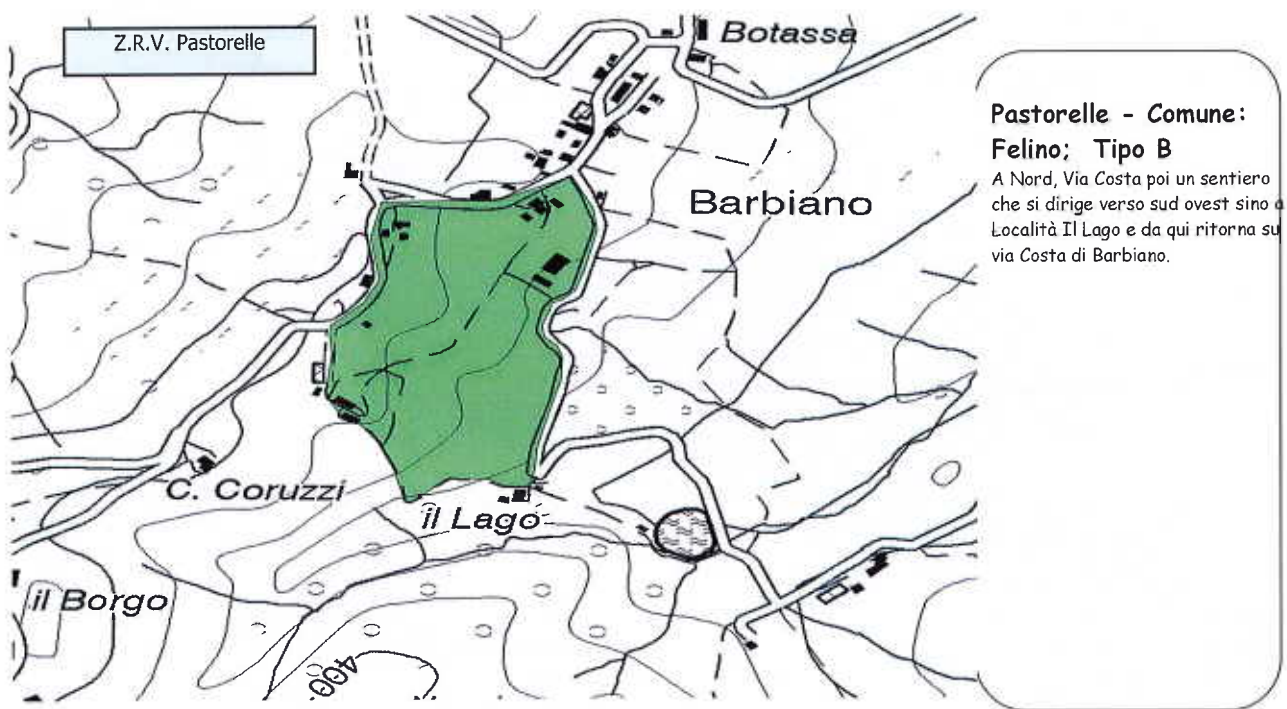 Z.R.V. Pastorelle
Botassa
Barbiano
C. Coruzzi
il Lago
il Borgo
400
Pastorelle - Comune:
Felino; Tipo B
A Nord, Via Costa poi un sentiero
che si dirige verso sud ovest sino a
Località Il Lago e da qui ritorna su
via Costa di Barbiano.